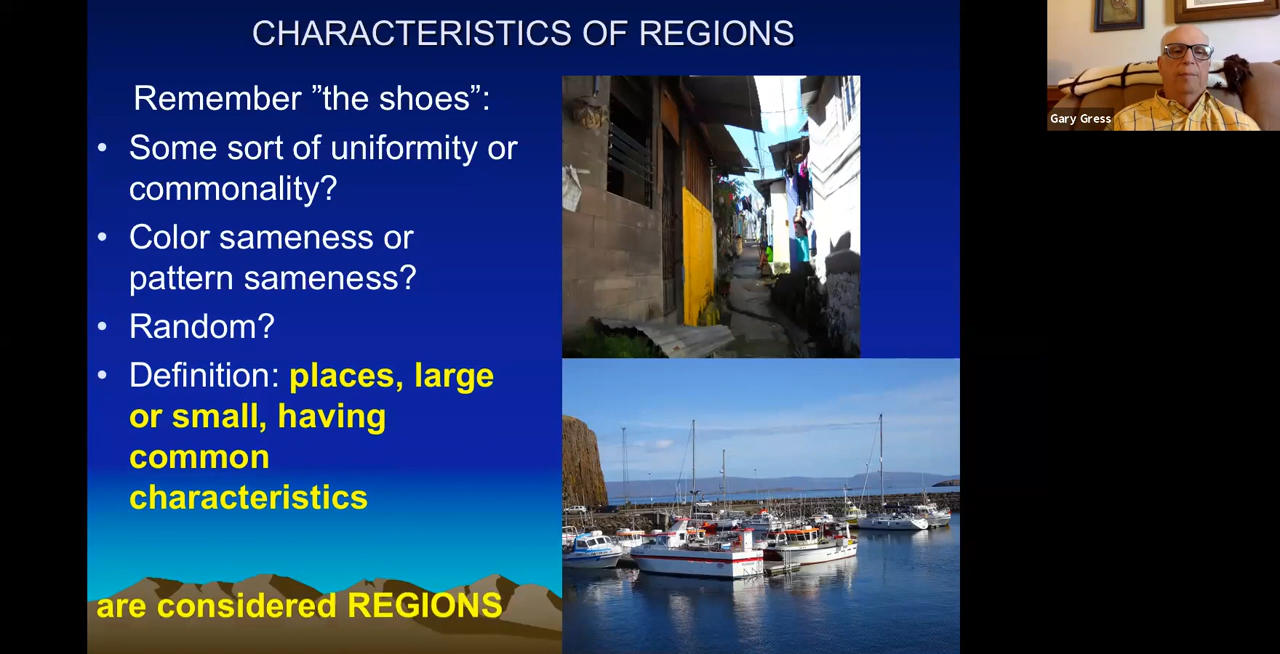 CHARACTERISTICS OF REGIONS
Remember ”the shoes”:
• Some sort of uniformity or
commonality?
• Color sameness or
pattern sameness?
• Random?
• Definition: places, large
or small, having
common
characteristics
are considered REGIONS
Gary Gress